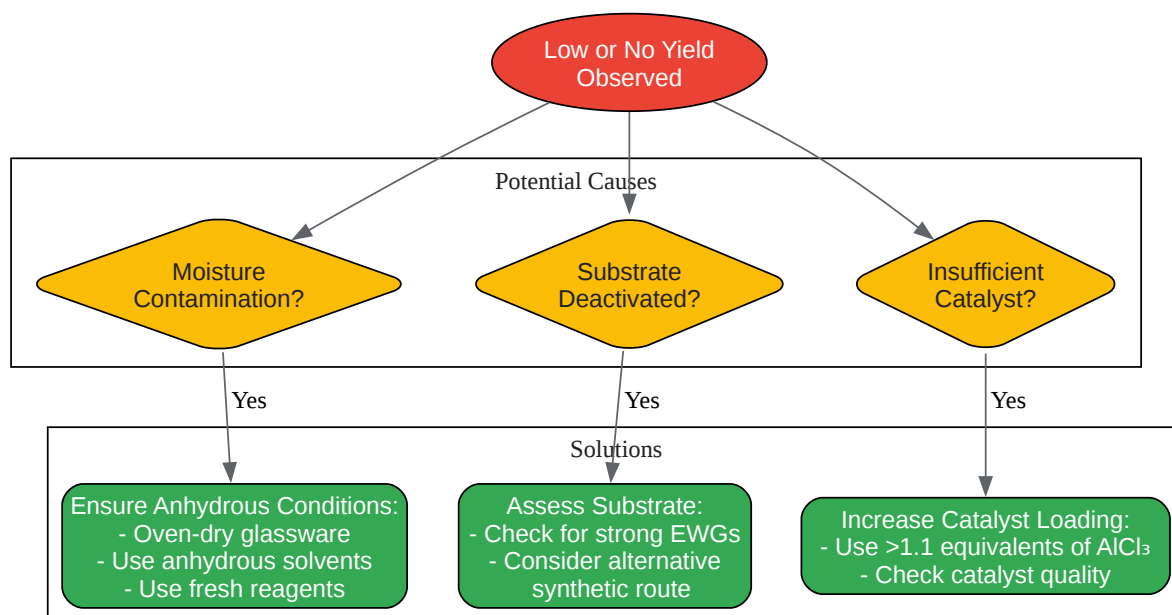 Low or No Yield
Observed
Potential Causes
Moisture
Contamination?
Substrate
Deactivated?
Insufficient
Catalyst?
Yes
Yes
Yes
Solutions
Ensure Anhydrous Conditions:
- Oven-dry glassware
- Use anhydrous solvents
- Use fresh reagents
Assess Substrate:
- Check for strong EWGs
- Consider alternative
synthetic route
Increase Catalyst Loading:
- Use >1.1 equivalents of AlCl₃
- Check catalyst quality